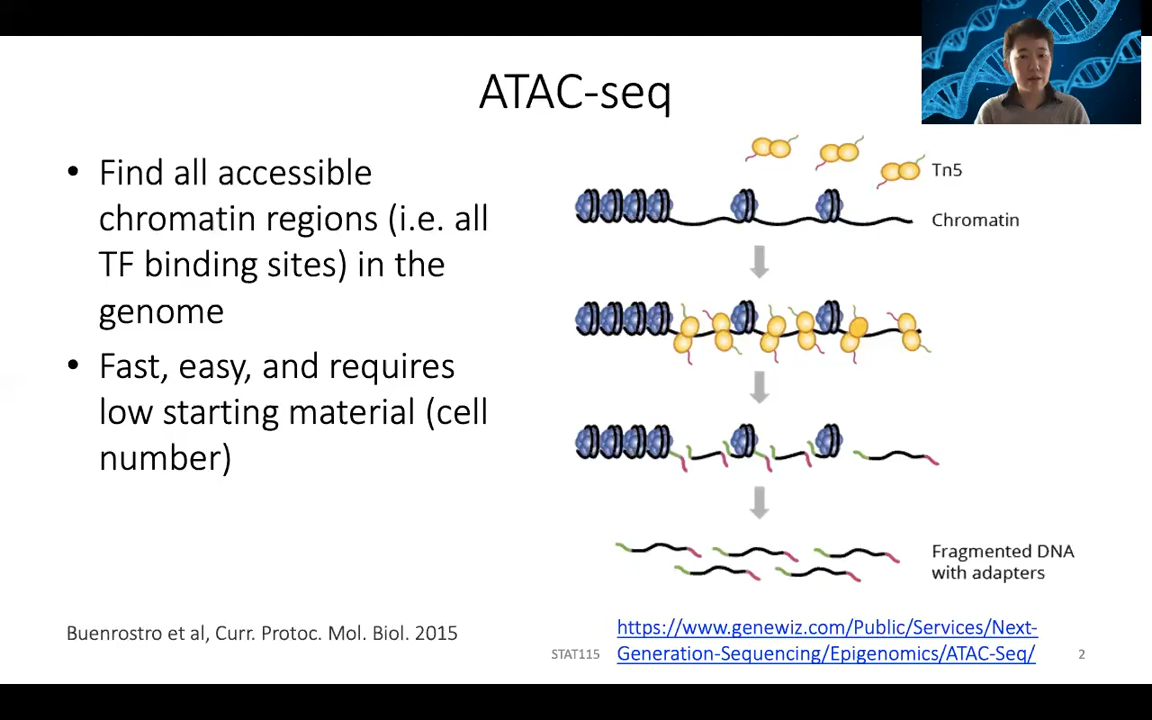 ATAC-seq
• Find all accessible
chromatin regions (i.e. all
TF binding sites) in the
genome
• Fast, easy, and requires
low starting material (cell
number)
Tn5
Chromatin
Fragmented DNA
with adapters
Buenrostro et al, Curr. Protoc. Mol. Biol. 2015
STAT115
https://www.genewiz.com/Public/Services/Next-
Generation-Sequencing/Epigenomics/ATAC-Seq/
2